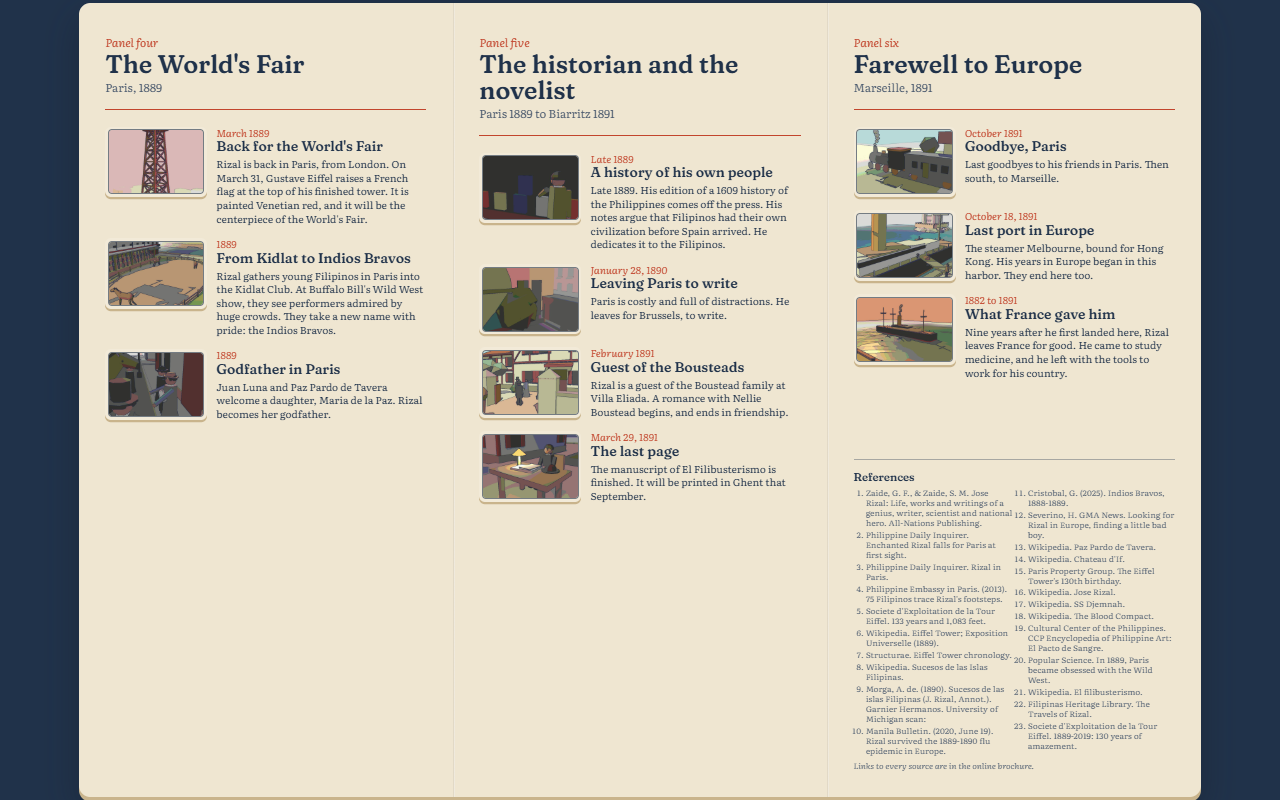 Panel four
The World's Fair
Paris, 1889
March 1889
Back for the World's Fair
Rizal is back in Paris, from London. On
March 31, Gustave Eiffel raises a French
flag at the top of his finished tower. It is
painted Venetian red, and it will be the
centerpiece of the World's Fair.
1889
From Kidlat to Indios Bravos
Rizal gathers young Filipinos in Paris into
the Kidlat Club. At Buffalo Bill's Wild West
show, they see performers admired by
huge crowds. They take a new name with
pride: the Indios Bravos.
1889
Godfather in Paris
Juan Luna and Paz Pardo de Tavera
welcome a daughter, Maria de la Paz. Rizal
becomes her godfather.
Panel five
The historian and the
novelist
Paris 1889 to Biarritz 1891
Late 1889
A history of his own people
Late 1889. His edition of a 1609 history of
the Philippines comes off the press. His
notes argue that Filipinos had their own
civilization before Spain arrived. He
dedicates it to the Filipinos.
January 28, 1890
Leaving Paris to write
Paris is costly and full of distractions. He
leaves for Brussels, to write.
February 1891
Guest of the Bousteads
Rizal is a guest of the Boustead family at
Villa Eliada. A romance with Nellie
Boustead begins, and ends in friendship.
March 29, 1891
The last page
The manuscript of El Filibusterismo is
finished. It will be printed in Ghent that
September.
Panel six
Farewell to Europe
Marseille, 1891
October 1891
Goodbye, Paris
Last goodbyes to his friends in Paris. Then
south, to Marseille.
October 18, 1891
Last port in Europe
The steamer Melbourne, bound for Hong
Kong. His years in Europe began in this
harbor. They end here too.
1882 to 1891
What France gave him
Nine years after he first landed here, Rizal
leaves France for good. He came to study
medicine, and he left with the tools to
work for his country.
References
1. Zaide, G. F., & Zaide, S. M. Jose
Rizal: Life, works and writings of a
genius, writer, scientist and national
hero. All-Nations Publishing.
2. Philippine Daily Inquirer.
Enchanted Rizal falls for Paris at
first sight.
3. Philippine Daily Inquirer. Rizal in
Paris.
4. Philippine Embassy in Paris. (2013).
75 Filipinos trace Rizal's footsteps.
5. Societe d'Exploitation de la Tour
Eiffel. 133 years and 1,083 feet.
6. Wikipedia. Eiffel Tower; Exposition
Universelle (1889).
7. Structurae. Eiffel Tower chronology.
8. Wikipedia. Sucesos de las Islas
Filipinas.
9. Morga, A. de. (1890). Sucesos de las
islas Filipinas (J. Rizal, Annot.).
Garnier Hermanos. University of
Michigan scan:
10. Manila Bulletin. (2020, June 19).
Rizal survived the 1889-1890 flu
epidemic in Europe.
11. Cristobal, G. (2025). Indios Bravos,
1888-1889.
12. Severino, H. GMA News. Looking for
Rizal in Europe, finding a little bad
boy.
13. Wikipedia. Paz Pardo de Tavera.
14. Wikipedia. Chateau d'If.
15. Paris Property Group. The Eiffel
Tower's 130th birthday.
16. Wikipedia. Jose Rizal.
17. Wikipedia. SS Djemnah.
18. Wikipedia. The Blood Compact.
19. Cultural Center of the Philippines.
CCP Encyclopedia of Philippine Art:
El Pacto de Sangre.
20. Popular Science. In 1889, Paris
became obsessed with the Wild
West.
21. Wikipedia. El filibusterismo.
22. Filipinas Heritage Library. The
Travels of Rizal.
23. Societe d'Exploitation de la Tour
Eiffel. 1889-2019: 130 years of
amazement.
Links to every source are in the online brochure.